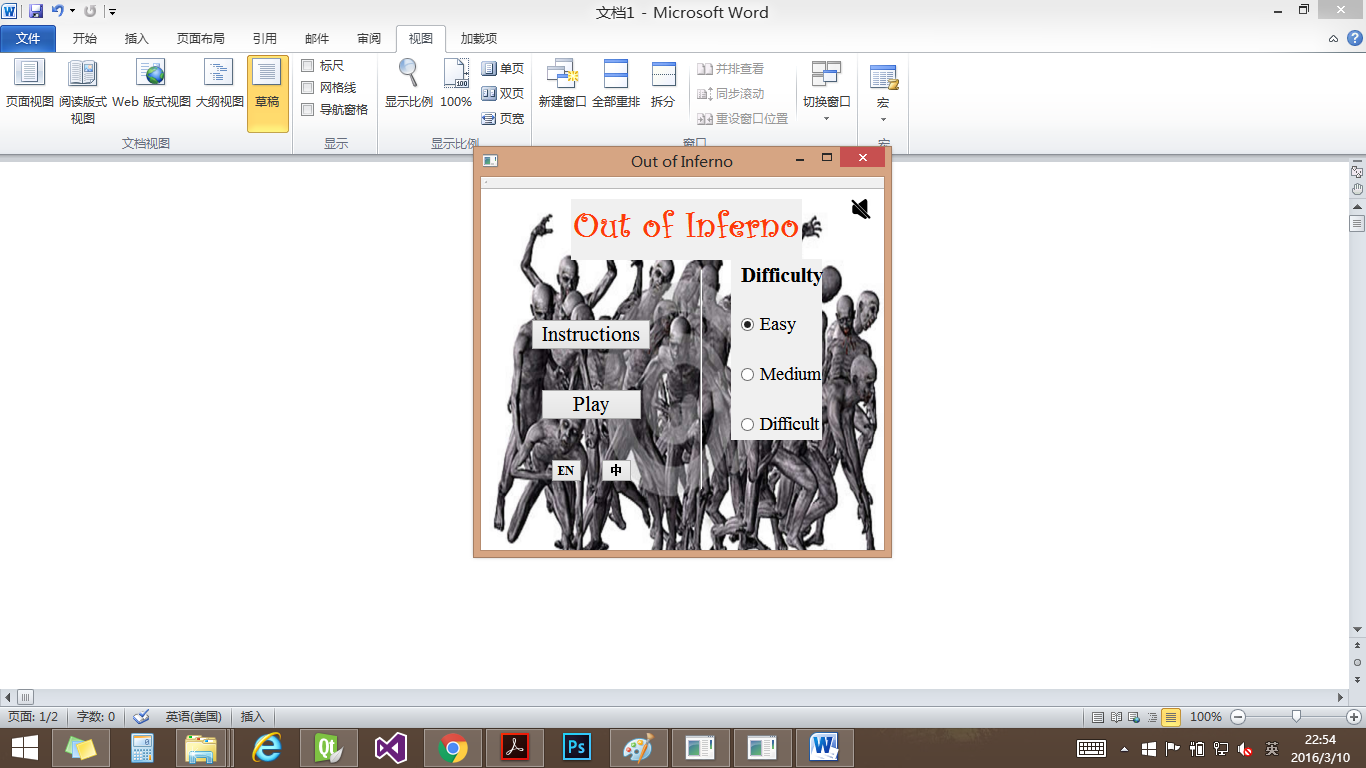 文档1 - Microsoft Word
文件 开始 插入 页面布局 引用 邮件 审阅 视图 加载项
页面视图 阅读版式视图 Web 版式视图 大纲视图 草稿
标尺
网格线
导航窗格
显示比例 100% 单页
双页
页宽
新建窗口 全部重排 拆分
并排查看
同步滚动
重设窗口位置
切换窗口 宏
文档视图 显示 显示比例 窗口 宏
Out of Inferno
Out of Inferno
Difficulty
Easy
Instructions
Medium
Play
Difficult
EN 中
页面: 1/2 字数: 0 英语(美国) 插入 100%
Qt Ps W 英 22:54
2016/3/10